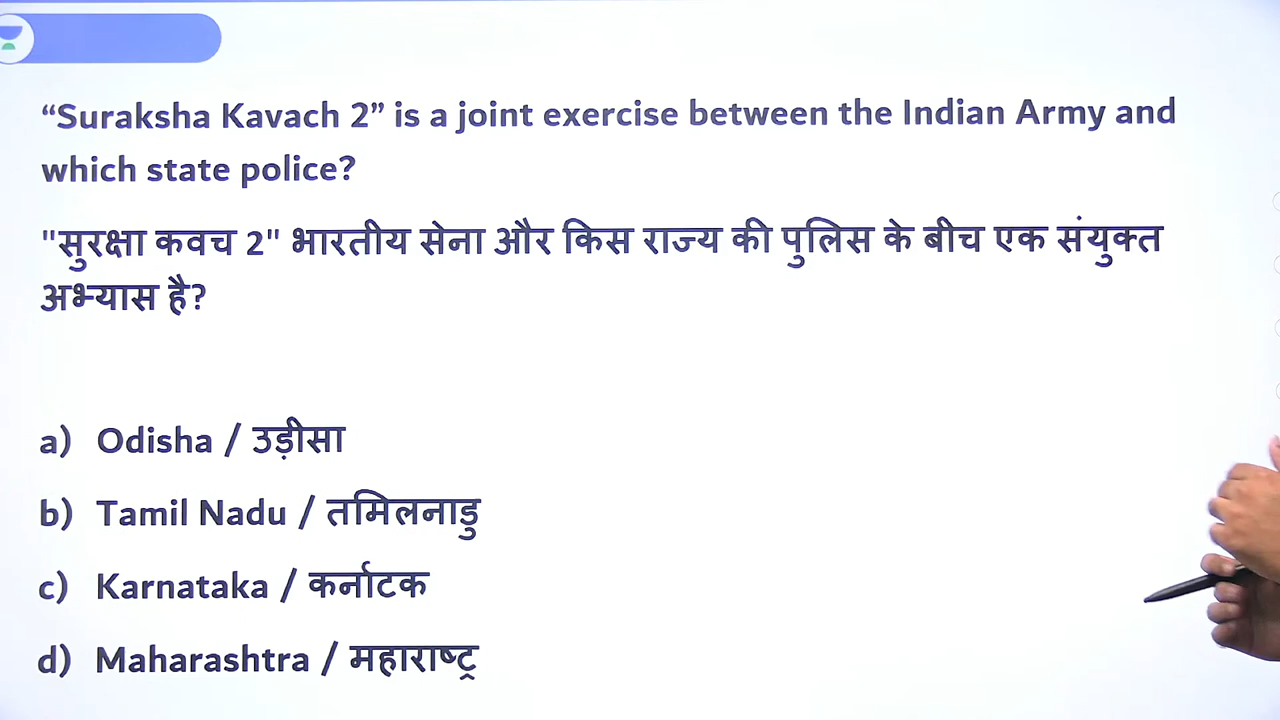 “Suraksha Kavach 2” is a joint exercise between the Indian Army and
which state police?
"सुरक्षा कवच 2" भारतीय सेना और किस राज्य की पुलिस के बीच एक संयुक्त
अभ्यास है?
a) Odisha / उड़ीसा
b) Tamil Nadu / तमिलनाडु
c) Karnataka / कर्नाटक
d) Maharashtra / महाराष्ट्र